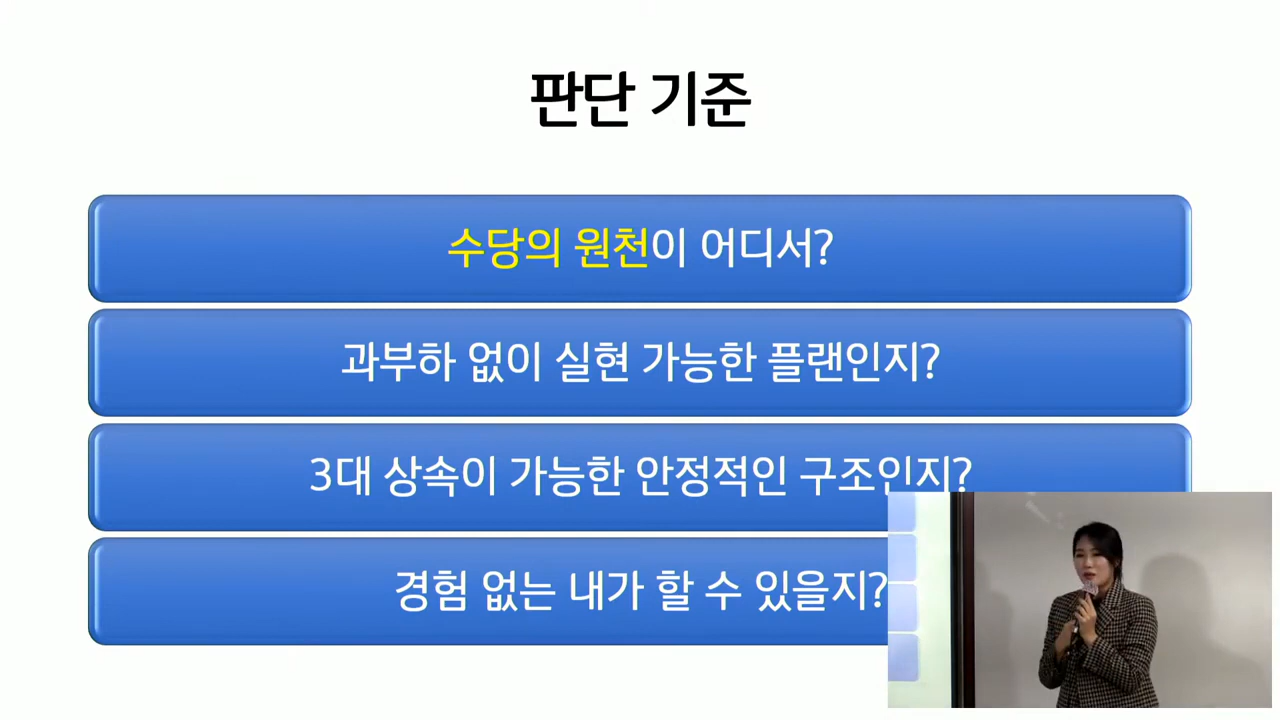 판단 기준
수당의 원천이 어디서?
과부하 없이 실현 가능한 플랜인지?
3대 상속이 가능한 안정적인 구조인지?
경험 없는 내가 할 수 있을지?